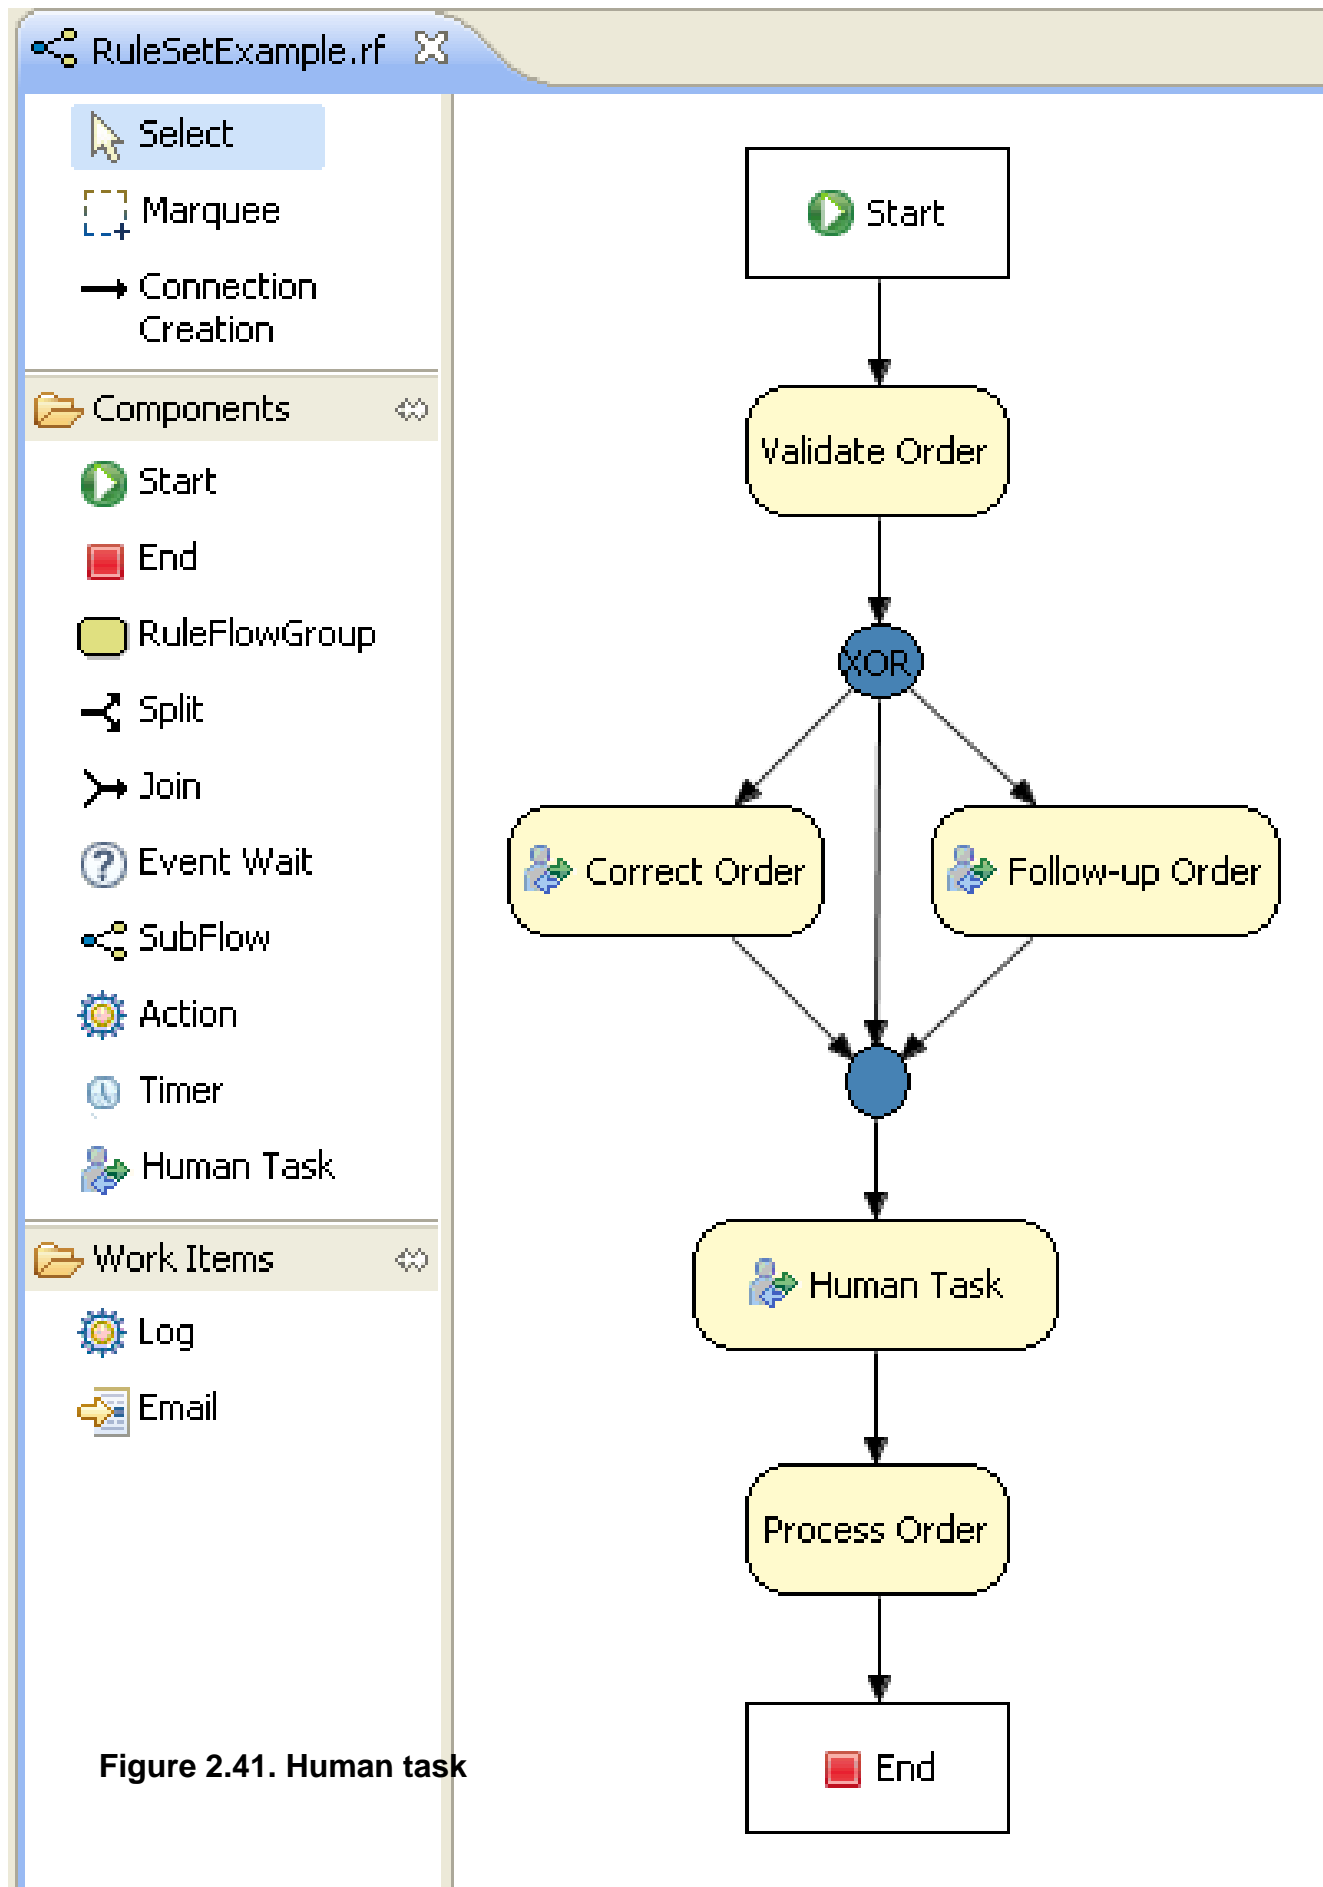 RuleSetExample.rf
Select
Marquee
Connection
Creation
Components
Start
End
RuleFlowGroup
Split
Join
Event Wait
SubFlow
Action
Timer
Human Task
Work Items
Log
Email
Start
Validate Order
XOR
Correct Order
Follow-up Order
Human Task
Process Order
End
Figure 2.41. Human task